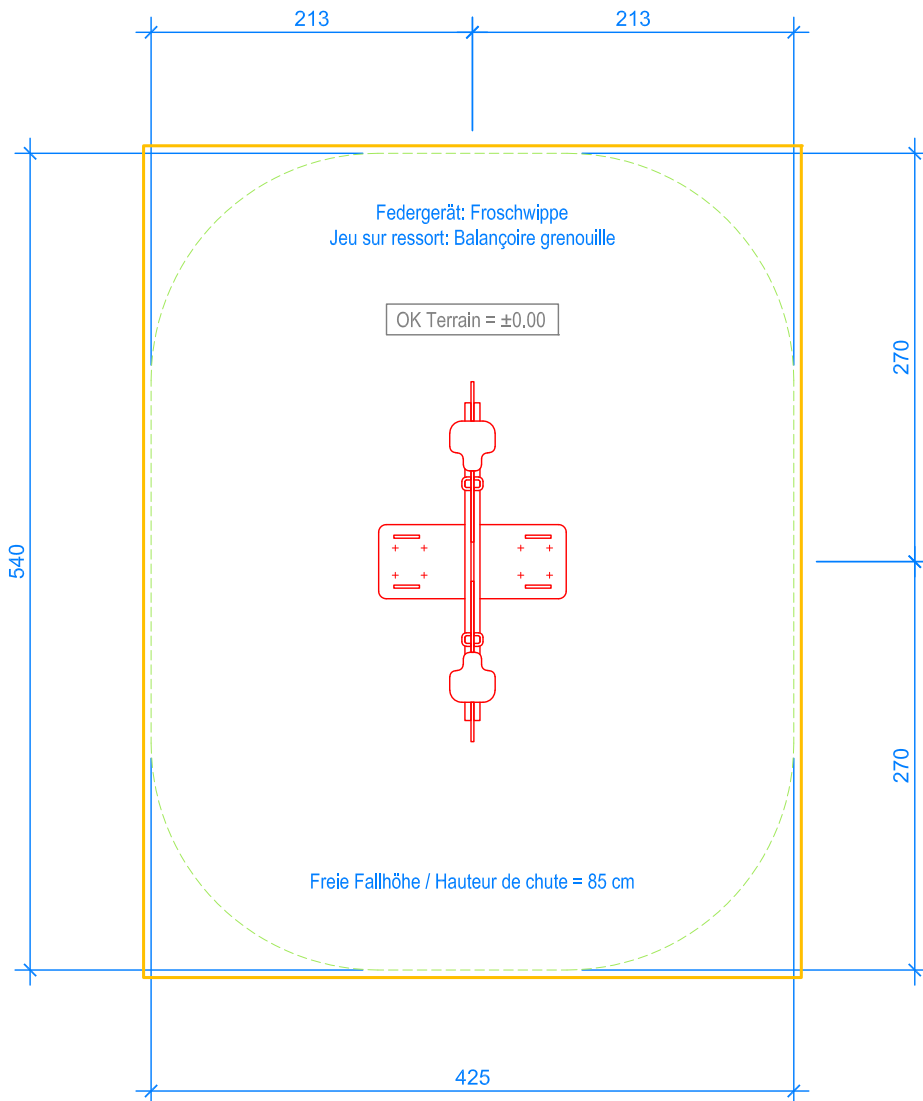 213
213
Federgerät: Froschwippe
Jeu sur ressort: Balançoire grenouille
OK Terrain = ±0.00
270
540
270
Freie Fallhöhe / Hauteur de chute = 85 cm
425